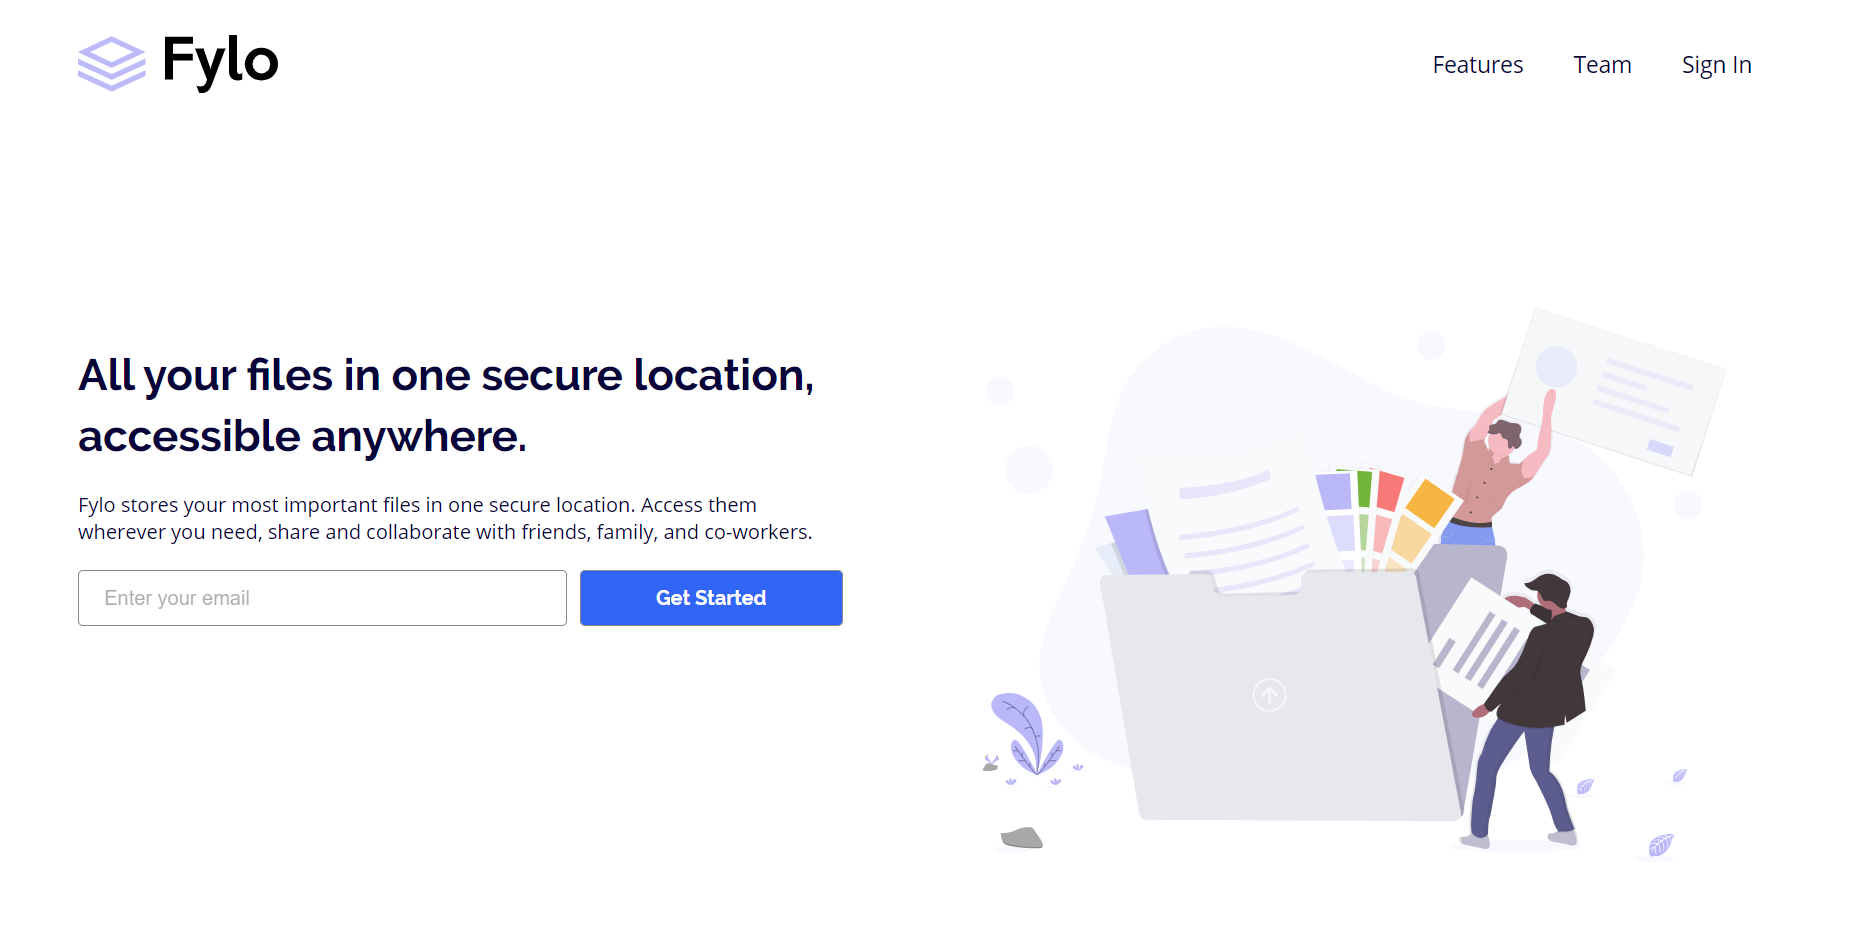 Fylo
Features
Team
Sign In
All your files in one secure location,
accessible anywhere.
Fylo stores your most important files in one secure location. Access them
wherever you need, share and collaborate with friends, family, and co-workers.
Enter your email
Get Started